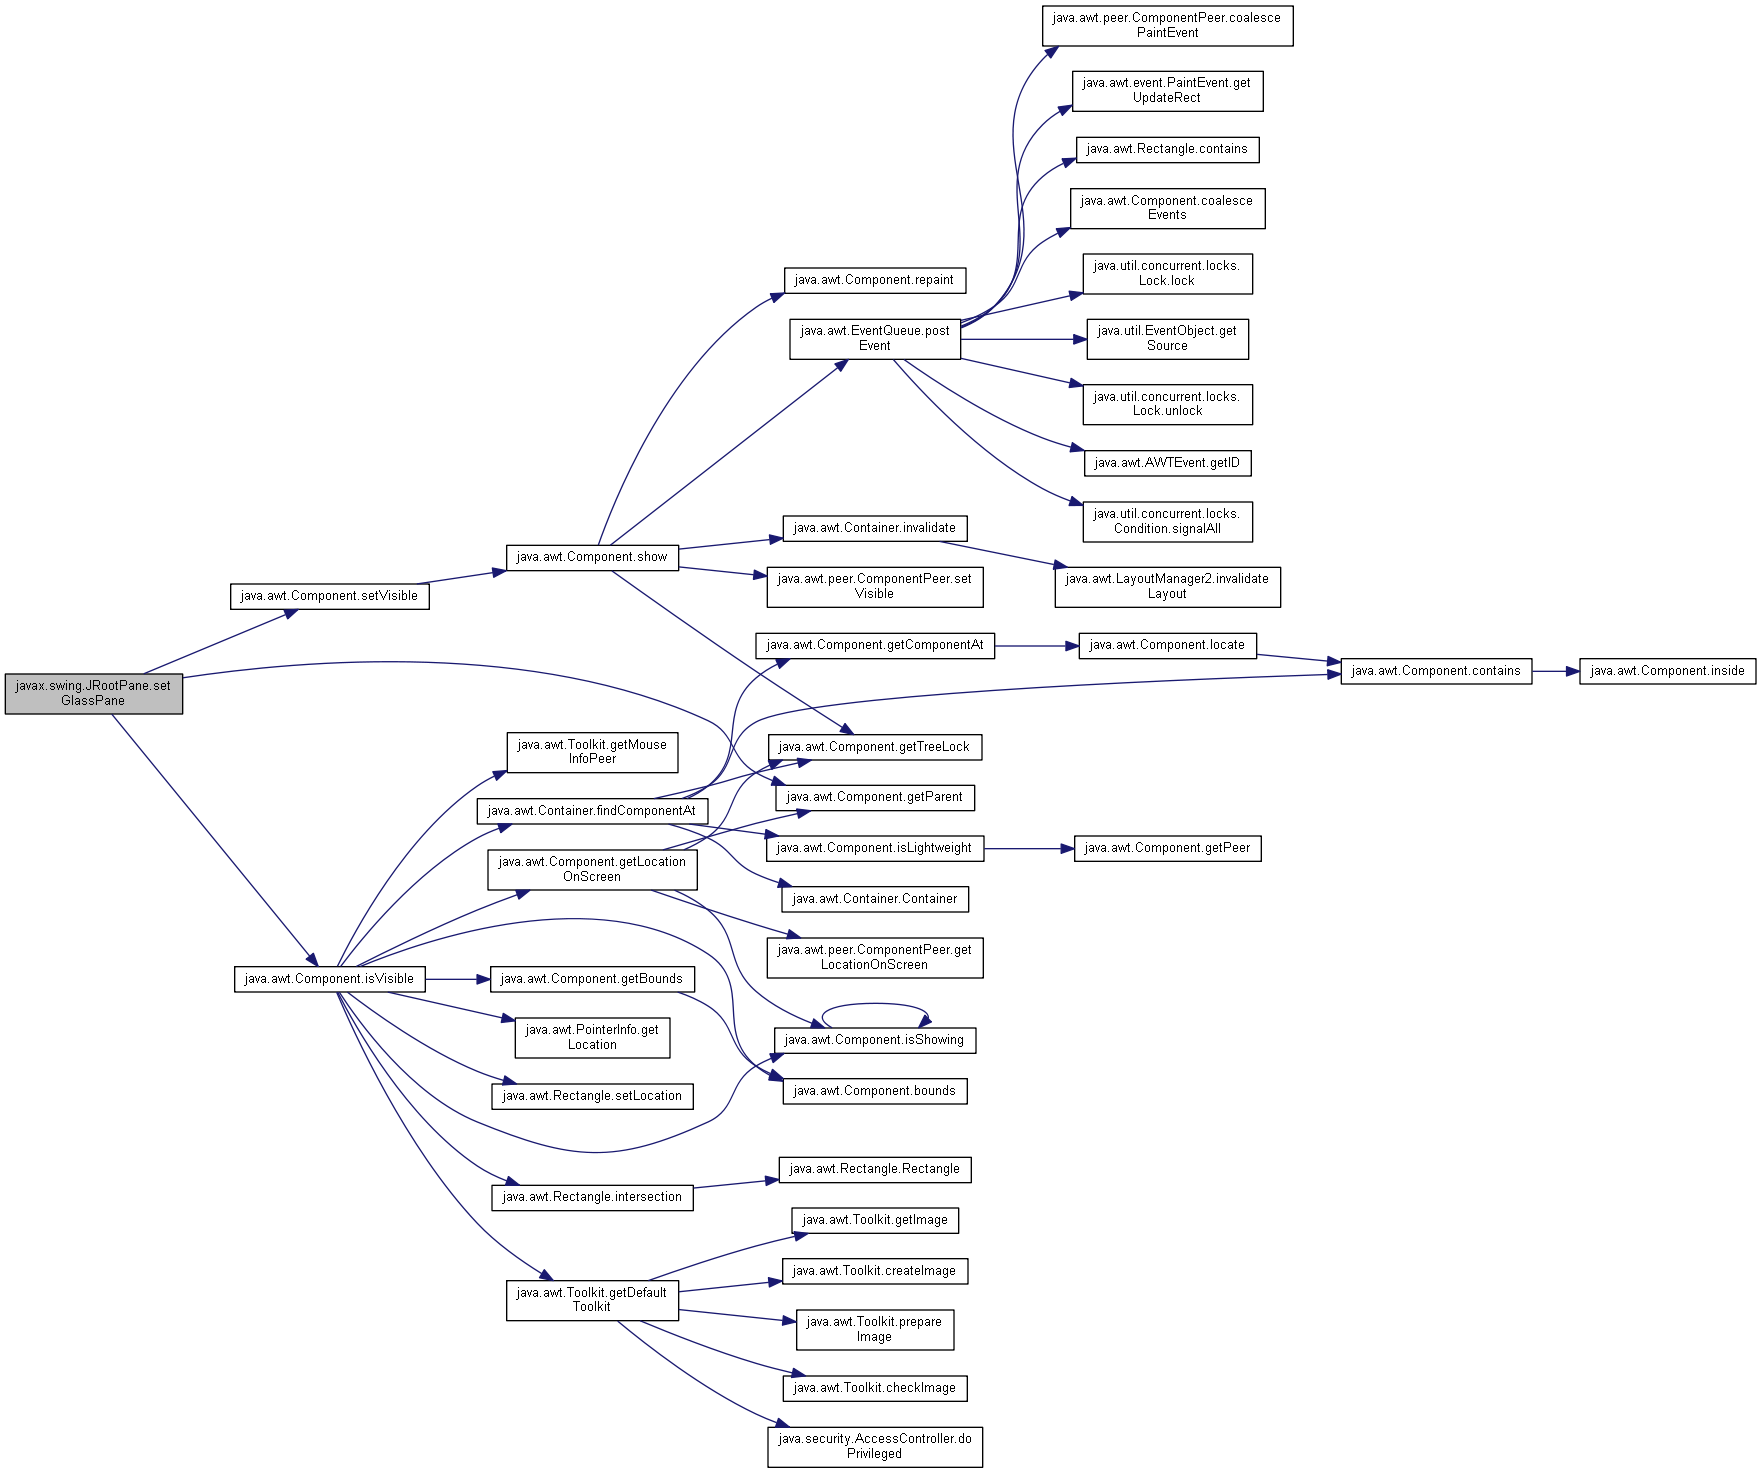 java.awt.peer.ComponentPeer.coalesce
PaintEvent
java.awt.event.PaintEvent.get
UpdateRect
java.awt.Rectangle.contains
java.awt.Component.coalesce
Events
java.util.concurrent.locks.
Lock.lock
java.awt.Component.repaint
java.awt.EventQueue.post
Event
java.util.EventObject.get
Source
java.util.concurrent.locks.
Lock.unlock
java.awt.AWTEvent.getID
java.util.concurrent.locks.
Condition.signalAll
java.awt.Container.invalidate
java.awt.Component.show
java.awt.peer.ComponentPeer.set
Visible
java.awt.LayoutManager2.invalidate
Layout
java.awt.Component.setVisible
java.awt.Component.getComponentAt
java.awt.Component.locate
java.awt.Component.contains
java.awt.Component.inside
javax.swing.JRootPane.set
GlassPane
java.awt.Toolkit.getMouse
InfoPeer
java.awt.Component.getTreeLock
java.awt.Component.getParent
java.awt.Container.findComponentAt
java.awt.Component.isLightweight
java.awt.Component.getPeer
java.awt.Component.getLocation
OnScreen
java.awt.Container.Container
java.awt.peer.ComponentPeer.get
LocationOnScreen
java.awt.Component.isVisible
java.awt.Component.getBounds
java.awt.PointerInfo.get
Location
java.awt.Component.isShowing
java.awt.Rectangle.setLocation
java.awt.Component.bounds
java.awt.Rectangle.Rectangle
java.awt.Rectangle.intersection
java.awt.Toolkit.getImage
java.awt.Toolkit.createImage
java.awt.Toolkit.getDefault
Toolkit
java.awt.Toolkit.prepare
Image
java.awt.Toolkit.checkImage
java.security.AccessController.do
Privileged